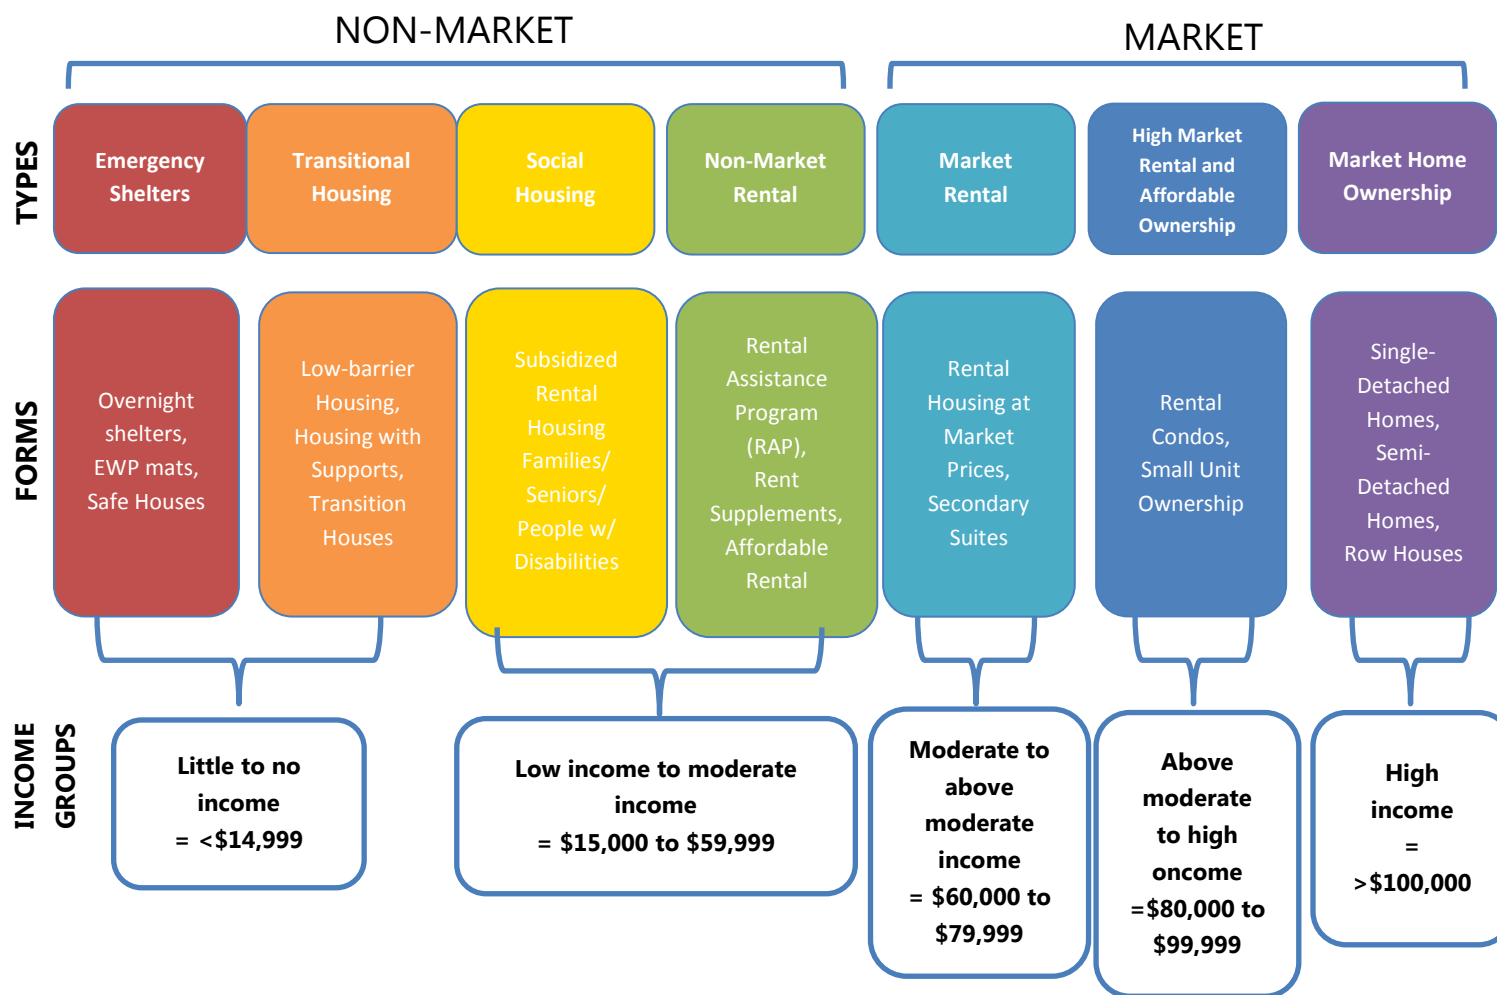 NON-MARKET
MARKET
TYPES
Emergency
Shelters
Transitional
Housing
Social
Housing
Non-Market
Rental
Market
Rental
High Market
Rental and
Affordable
Ownership
Market Home
Ownership
FORMS
Overnight
shelters,
EWP mats,
Safe Houses
Low-barrier
Housing,
Housing with
Supports,
Transition
Houses
Subsidized
Rental
Housing
Families/
Seniors/
People w/
Disabilities
Rental
Assistance
Program
(RAP),
Rent
Supplements,
Affordable
Rental
Rental
Housing at
Market
Prices,
Secondary
Suites
Rental
Condos,
Small Unit
Ownership
Single-
Detached
Homes,
Semi-
Detached
Homes,
Row Houses
INCOME
GROUPS
Little to no
income
= <$14,999
Low income to moderate
income
= $15,000 to $59,999
Moderate to
above
moderate
income
= $60,000 to
$79,999
Above
moderate
to high
oncome
=$80,000 to
$99,999
High
income
=
>$100,000